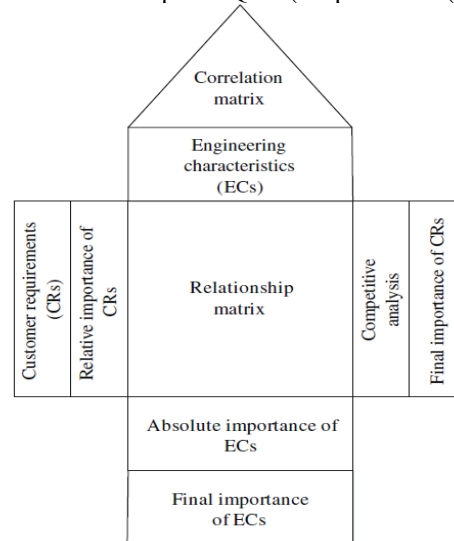 Correlation
matrix
Engineering
characteristics
(ECs)
Customer requirements
(CRs)
Relative importance of
CRs
Relationship
matrix
Competitive
analysis
Final importance of CRs
Absolute importance of
ECs
Final importance
of ECs